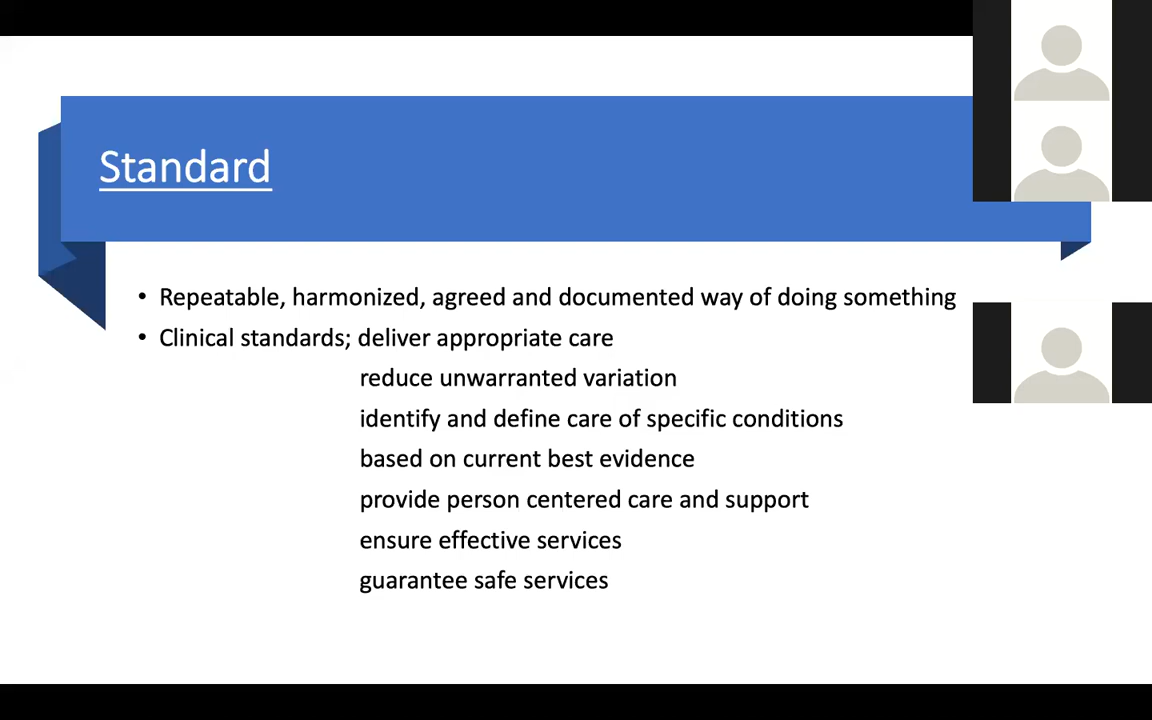 Standard
• Repeatable, harmonized, agreed and documented way of doing something
• Clinical standards; deliver appropriate care
reduce unwarranted variation
identify and define care of specific conditions
based on current best evidence
provide person centered care and support
ensure effective services
guarantee safe services